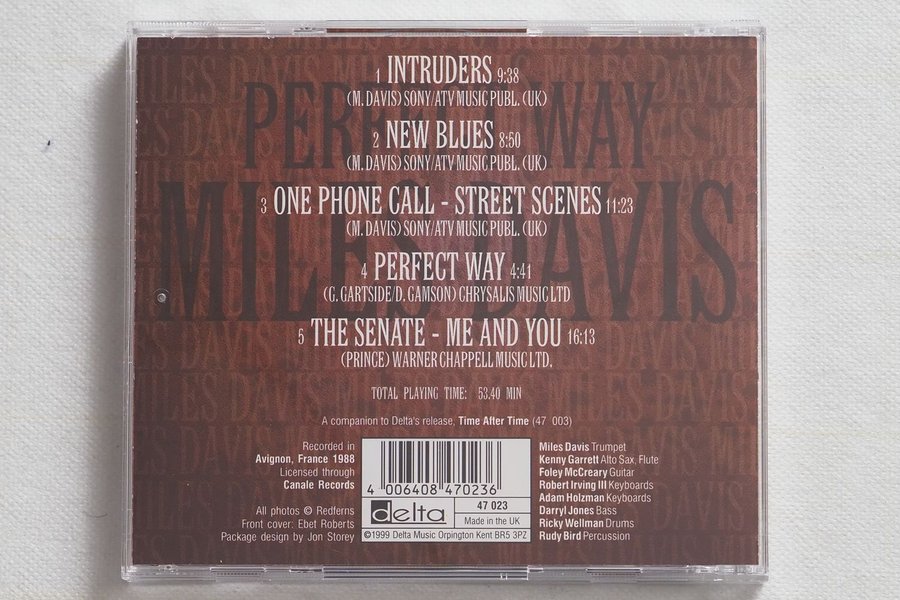 PERFECT WAY
MILES DAVIS
1 INTRUDERS 9:38
(M. DAVIS) SONY/ATV MUSIC PUBL. (UK)
2 NEW BLUES 8:50
(M. DAVIS) SONY/ATV MUSIC PUBL. (UK)
3 ONE PHONE CALL - STREET SCENES 11:23
(M. DAVIS) SONY/ATV MUSIC PUBL. (UK)
4 PERFECT WAY 4:41
(G. GARTSIDE/D. GAMSON) CHRYSALIS MUSIC LTD
5 THE SENATE - ME AND YOU 16:13
(PRINCE) WARNER CHAPPELL MUSIC LTD.
TOTAL PLAYING TIME: 53.40 MIN
A companion to Delta's release, Time After Time (47 003)
Recorded in
Avignon, France 1988
Licensed through
Canale Records
All photos © Redferns
Front cover: Ebet Roberts
Package design by Jon Storey
4 006408 470236
delta
47 023
Made in the UK
©1999 Delta Music Orpington Kent BR5 3PZ
Miles Davis Trumpet
Kenny Garrett Alto Sax, Flute
Foley McCreary Guitar
Robert Irving III Keyboards
Adam Holzman Keyboards
Darryl Jones Bass
Ricky Wellman Drums
Rudy Bird Percussion